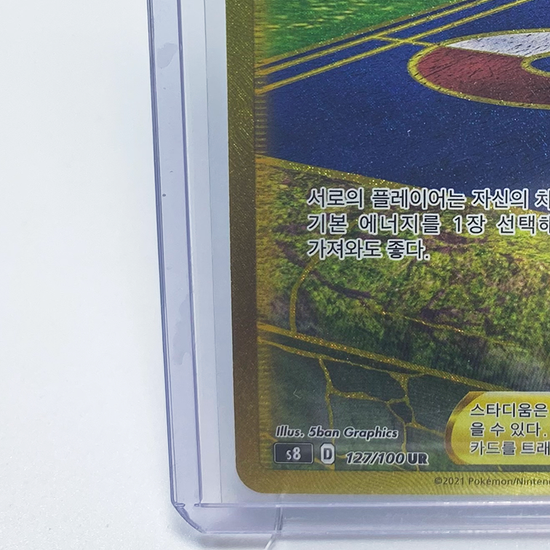 서로의 플레이어는 자신의 차
기본 에너지를 1장 선택하
가져와도 좋다.
스타디움은
을 수 있다.
카드를 트래
Illus. 5ban Graphics
s8 D 127/100 UR
©2021 Pokémon/Ninten